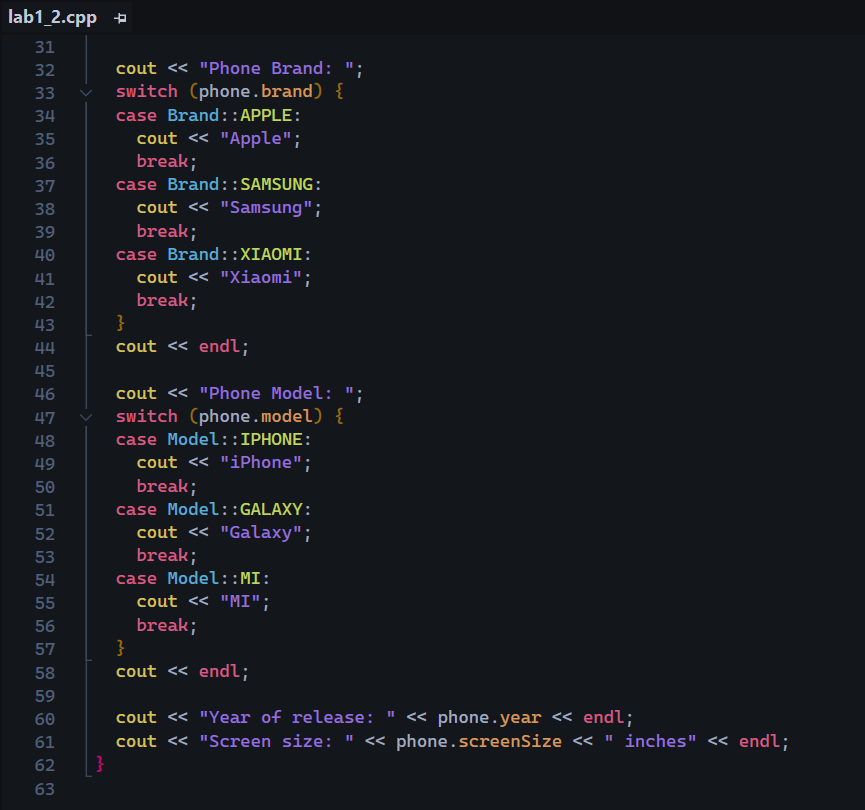 lab1_2.cpp
31
32 cout << "Phone Brand: ";
33 switch (phone.brand) {
34 case Brand::APPLE:
35 cout << "Apple";
36 break;
37 case Brand::SAMSUNG:
38 cout << "Samsung";
39 break;
40 case Brand::XIAOMI:
41 cout << "Xiaomi";
42 break;
43 }
44 cout << endl;
45
46 cout << "Phone Model: ";
47 switch (phone.model) {
48 case Model::IPHONE:
49 cout << "iPhone";
50 break;
51 case Model::GALAXY:
52 cout << "Galaxy";
53 break;
54 case Model::MI:
55 cout << "MI";
56 break;
57 }
58 cout << endl;
59
60 cout << "Year of release: " << phone.year << endl;
61 cout << "Screen size: " << phone.screenSize << " inches" << endl;
62 }
63